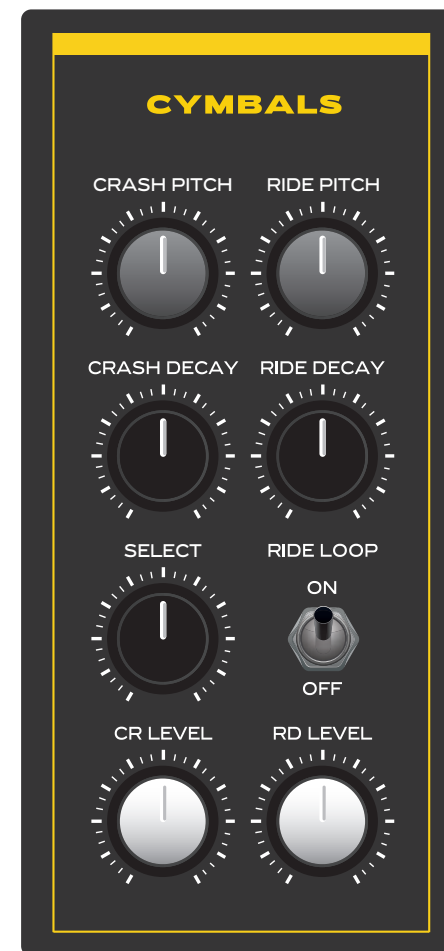 CYMBALS
CRASH PITCH RIDE PITCH
CRASH DECAY RIDE DECAY
SELECT RIDE LOOP
ON
OFF
CR LEVEL RD LEVEL